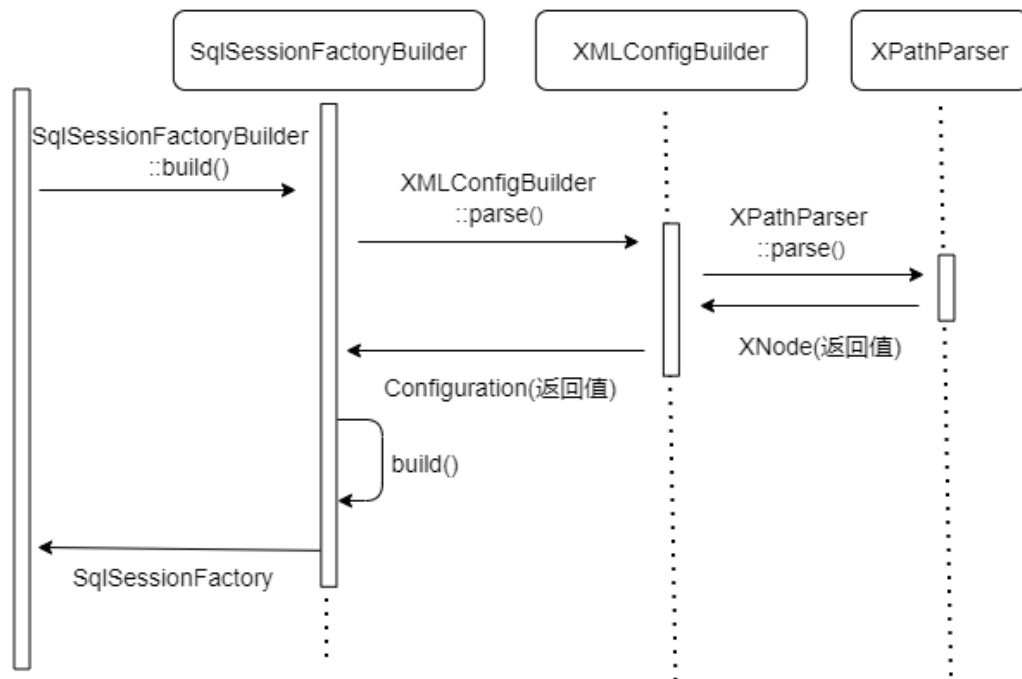 SqlSessionFactoryBuilder
XMLConfigBuilder
XPathParser
SqlSessionFactoryBuilder
::build()
XMLConfigBuilder
::parse()
XPathParser
::parse()
XNode(返回值)
Configuration(返回值)
build()
SqlSessionFactory